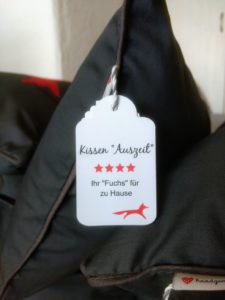 Kissen "Auszeit"
Ihr "Fuchs" für
zu Hause